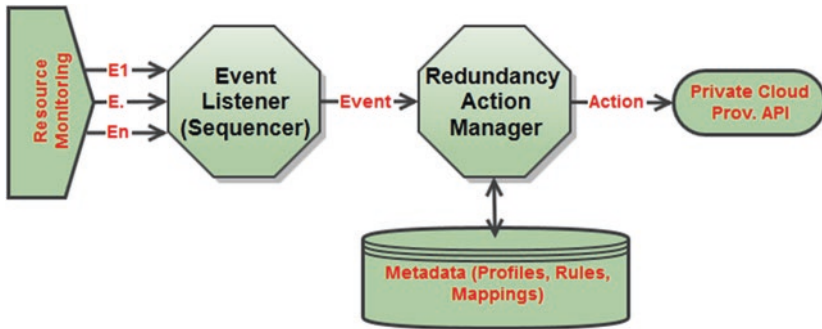 Resource
Monitoring
E1
E.
En
Event
Listener
(Sequencer)
Event
Redundancy
Action
Manager
Action
Private Cloud
Prov. API
Metadata (Profiles, Rules,
Mappings)